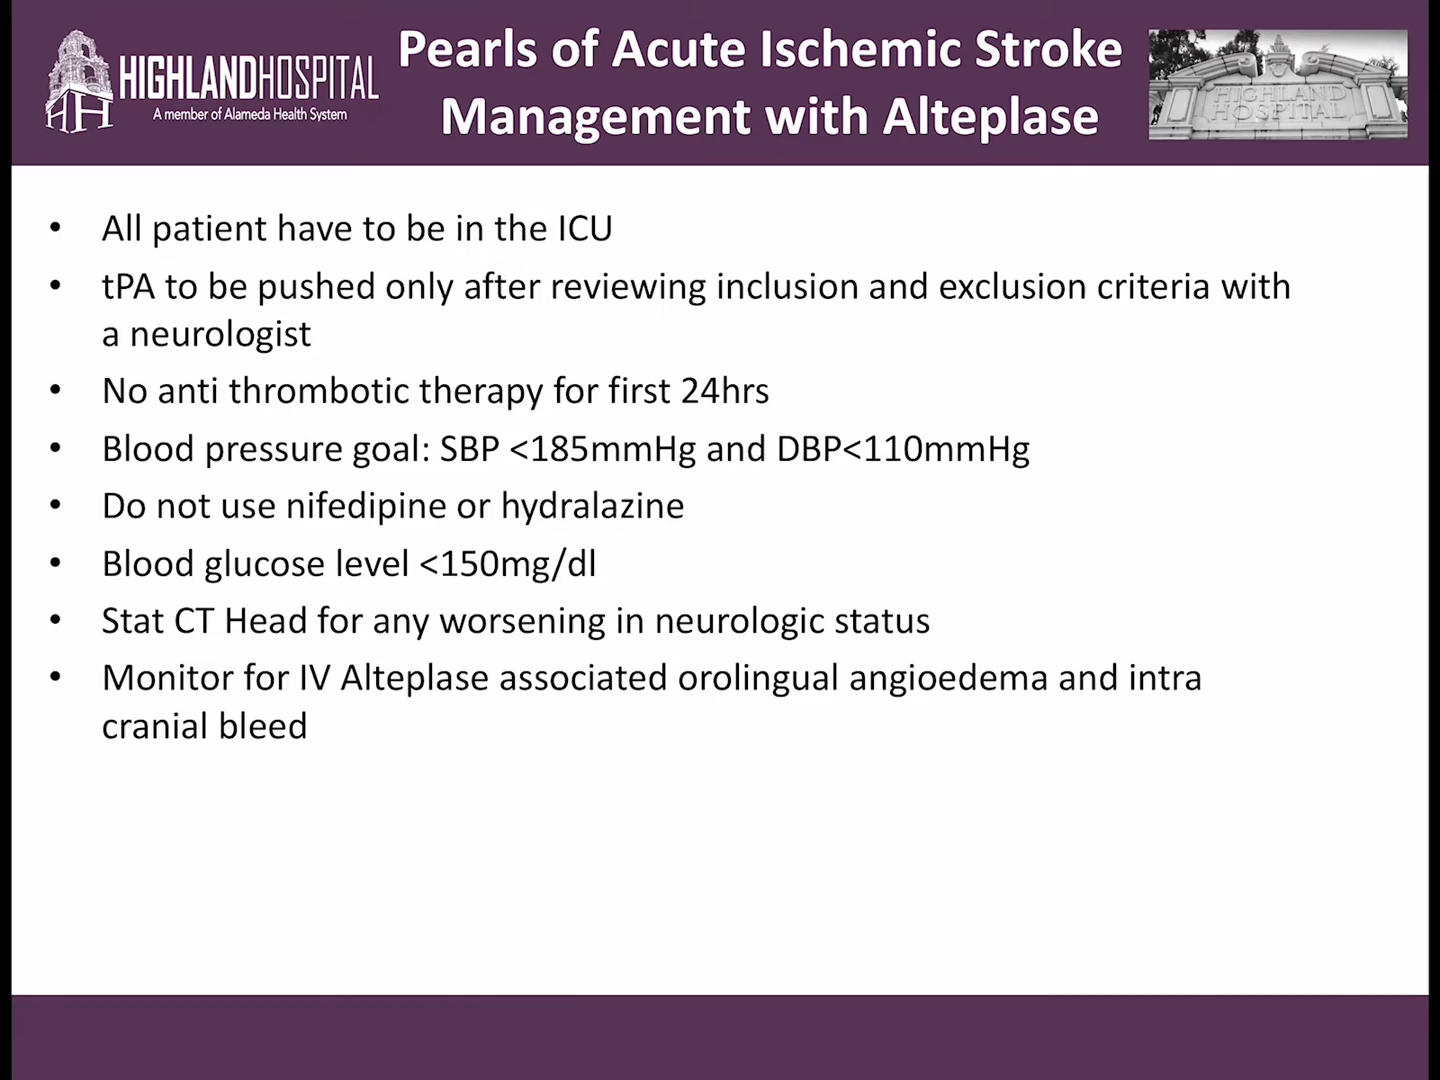 HIGHLANDHOSPITAL
A member of Alameda Health System
Pearls of Acute Ischemic Stroke
Management with Alteplase
HIGHLAND
HOSPITAL
• All patient have to be in the ICU
• tPA to be pushed only after reviewing inclusion and exclusion criteria with
a neurologist
• No anti thrombotic therapy for first 24hrs
• Blood pressure goal: SBP <185mmHg and DBP<110mmHg
• Do not use nifedipine or hydralazine
• Blood glucose level <150mg/dl
• Stat CT Head for any worsening in neurologic status
• Monitor for IV Alteplase associated orolingual angioedema and intra
cranial bleed